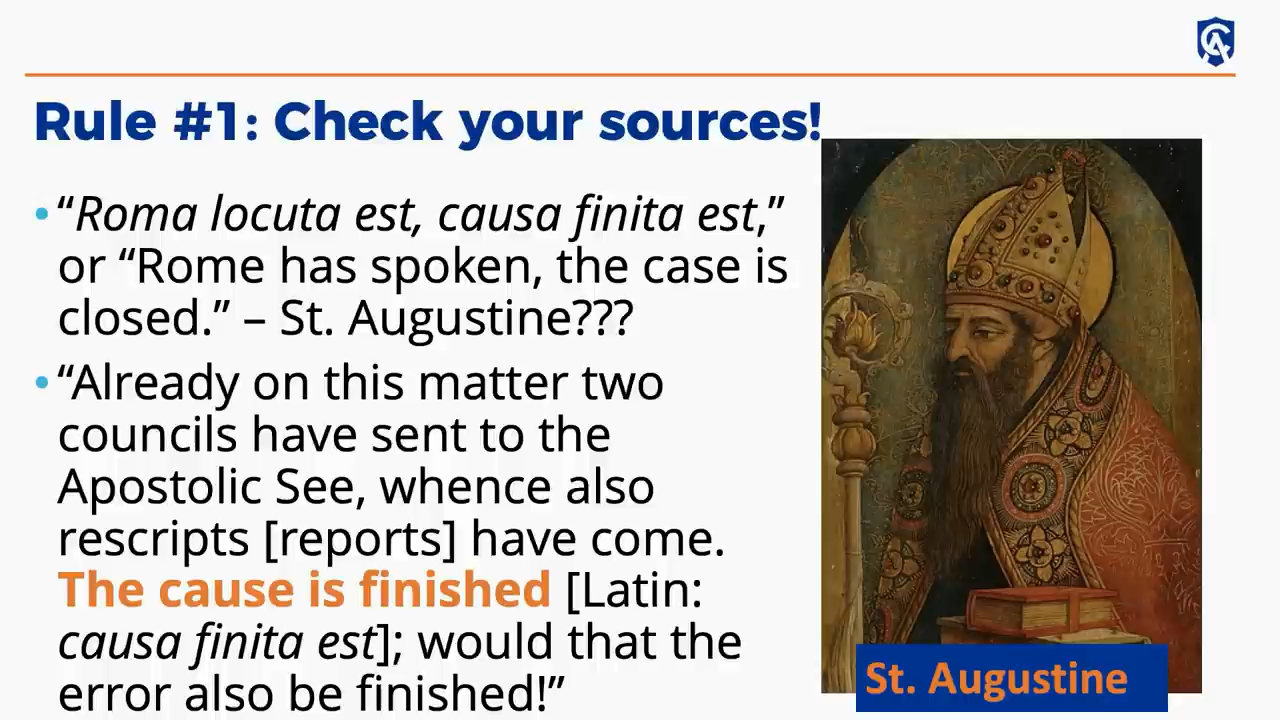 Rule #1: Check your sources!
• “Roma locuta est, causa finita est,”
or “Rome has spoken, the case is
closed.” – St. Augustine???
• “Already on this matter two
councils have sent to the
Apostolic See, whence also
rescripts [reports] have come.
The cause is finished [Latin:
causa finita est]; would that the
error also be finished!”
St. Augustine